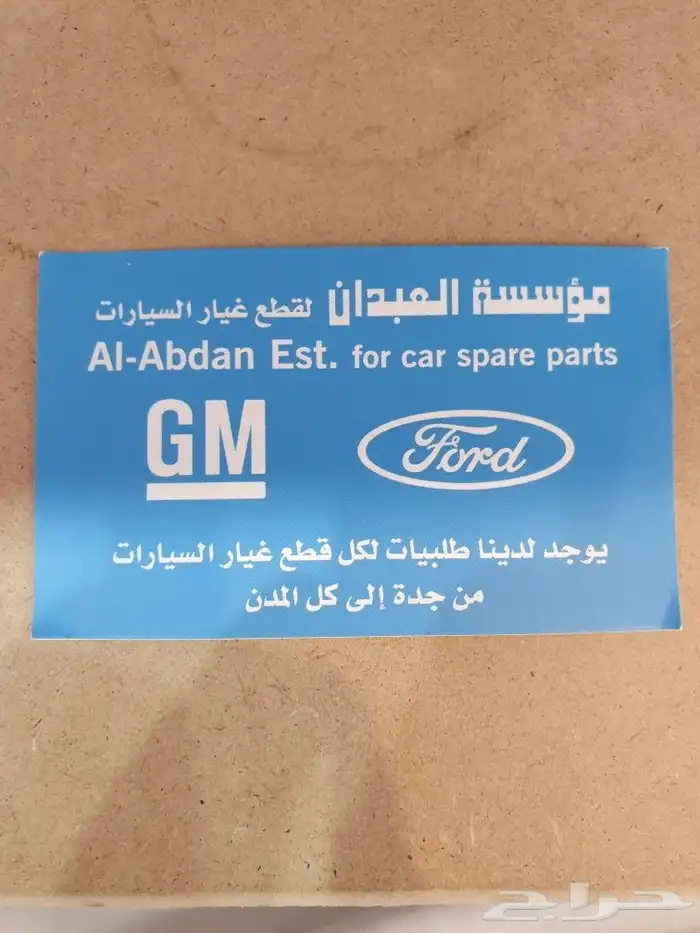 مؤسسة العبدان لقطع غيار السيارات
Al-Abdan Est. for car spare parts
GM
Ford
يوجد لدينا طلبيات لكل قطع غيار السيارات
من جدة إلى كل المدن
حراج